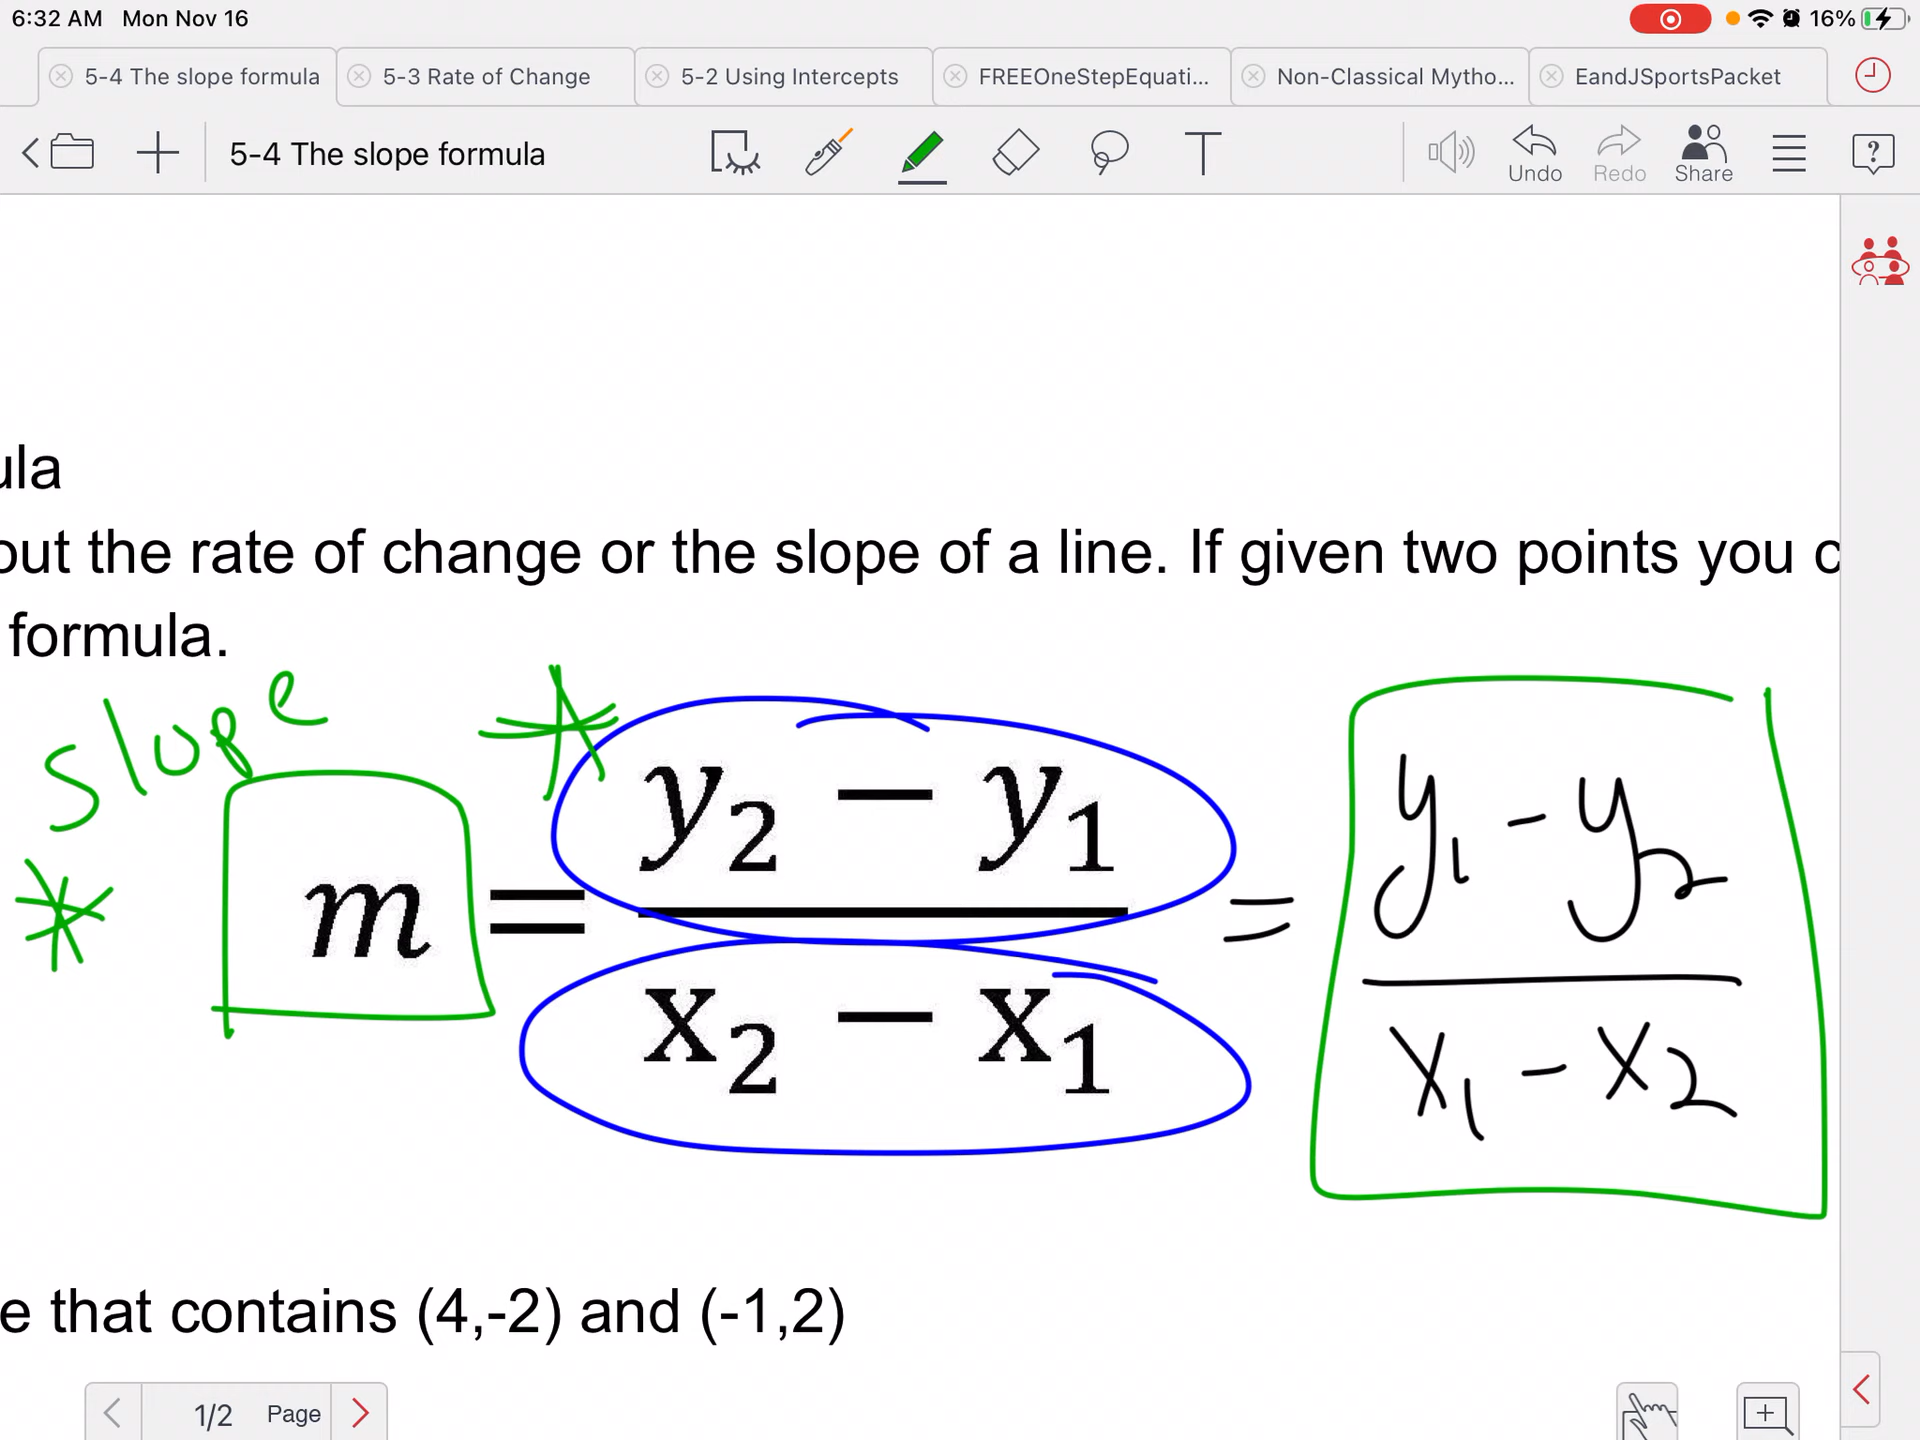 6:32 AM Mon Nov 16 16%
5-4 The slope formula 5-3 Rate of Change 5-2 Using Intercepts FREEOneStepEquati... Non-Classical Mytho... EandJSportsPacket
5-4 The slope formula T Undo Redo Share ?
ula
out the rate of change or the slope of a line. If given two points you c
formula.
slope
m = y₂ − y₁ / x₂ − x₁ = y₁ - y₂ / x₁ - x₂
e that contains (4,-2) and (-1,2)
1/2 Page